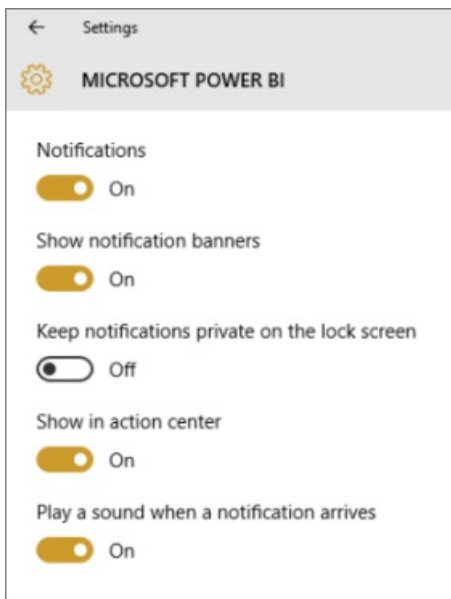 Settings
MICROSOFT POWER BI
Notifications
On
Show notification banners
On
Keep notifications private on the lock screen
Off
Show in action center
On
Play a sound when a notification arrives
On